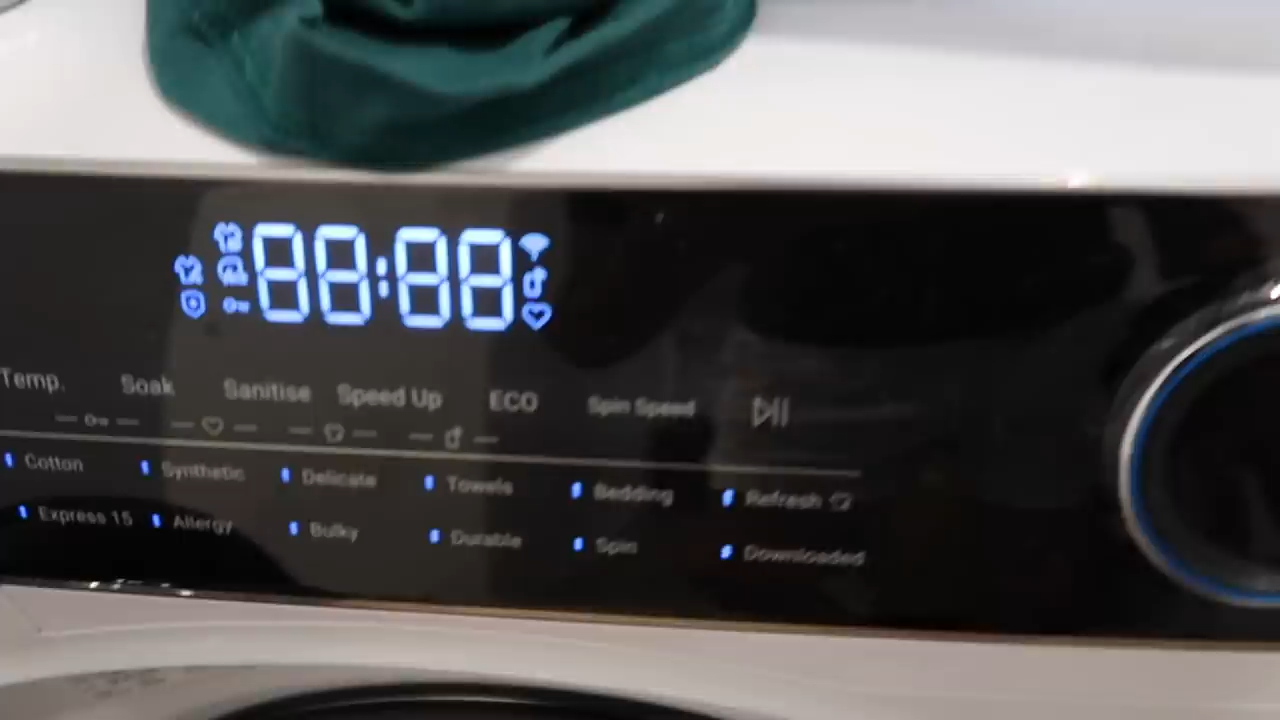 88:88
Temp. Soak Sanitise Speed Up ECO Spin Speed
Cotton Synthetic Delicate Towels Bedding Refresh
Express 15 Allergy Bulky Durable Spin Downloaded